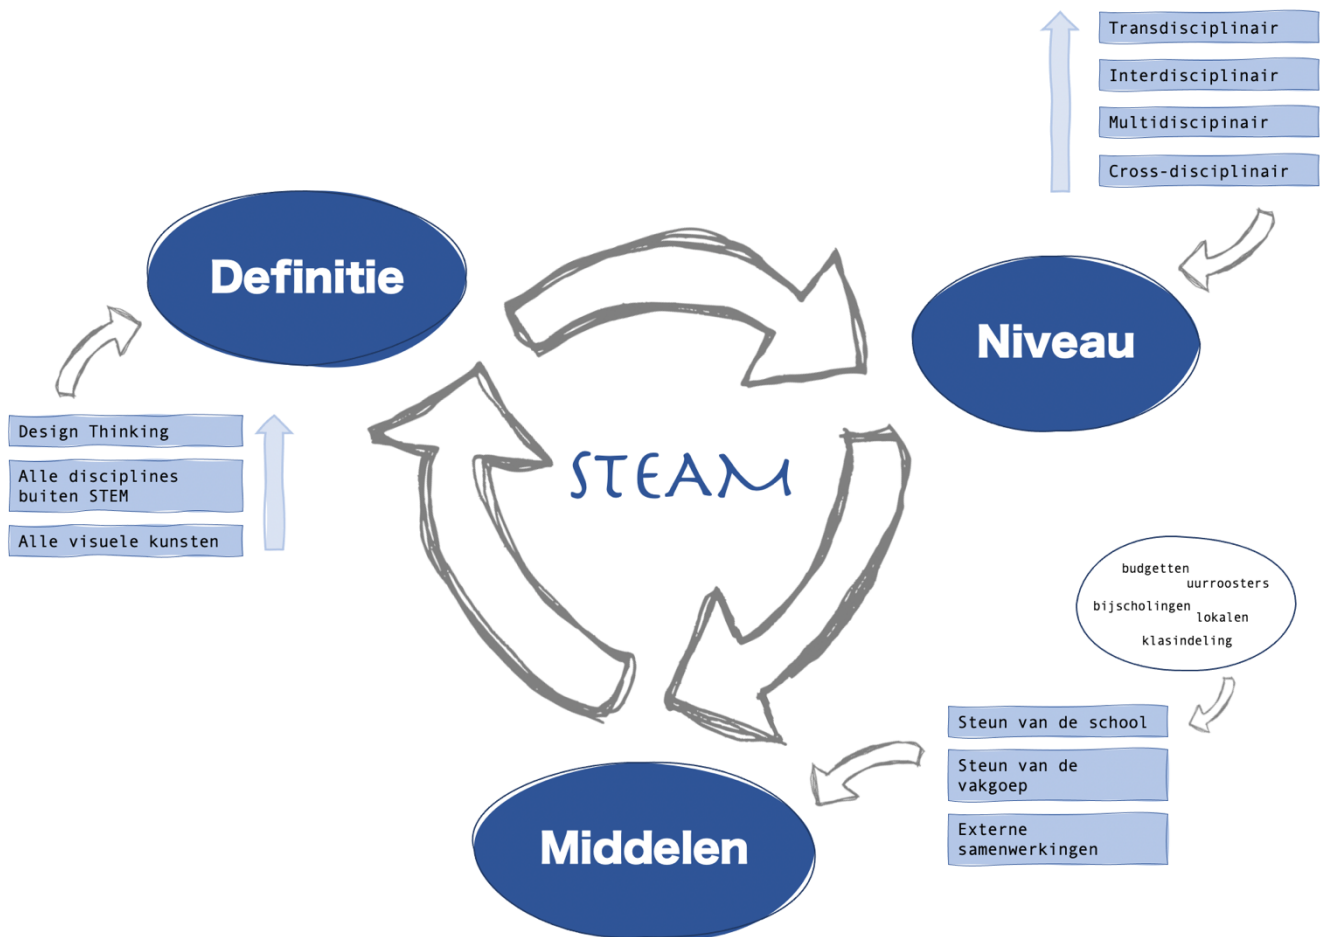 Transdisciplinair
Interdisciplinair
Multidiscipinair
Cross-disciplinair
Definitie
Niveau
Design Thinking
Alle disciplines
buiten STEM
Alle visuele kunsten
STEAM
budgetten
uurroosters
bijscholingen
lokalen
klasindeling
Steun van de school
Steun van de
vakgoep
Externe
samenwerkingen
Middelen